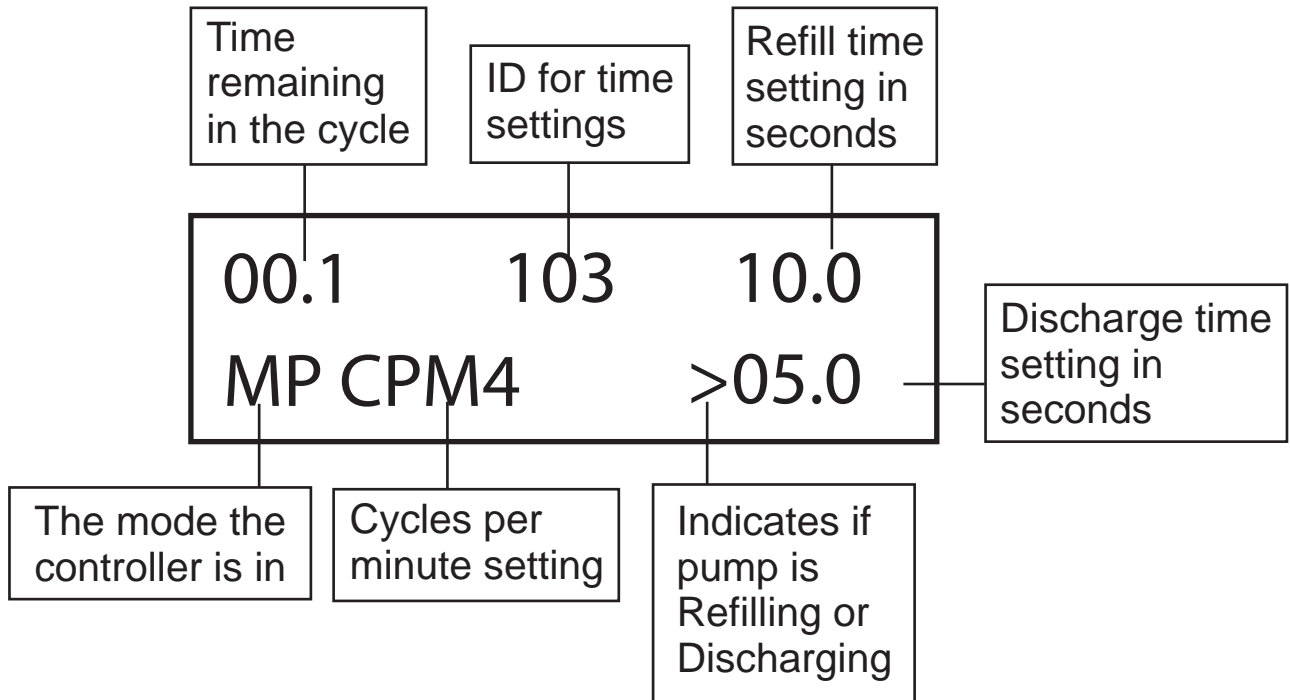 Time
remaining
in the cycle
ID for time
settings
Refill time
setting in
seconds
00.1 103 10.0
MP CPM4 >05.0
Discharge time
setting in
seconds
The mode the
controller is in
Cycles per
minute setting
Indicates if
pump is
Refilling or
Discharging